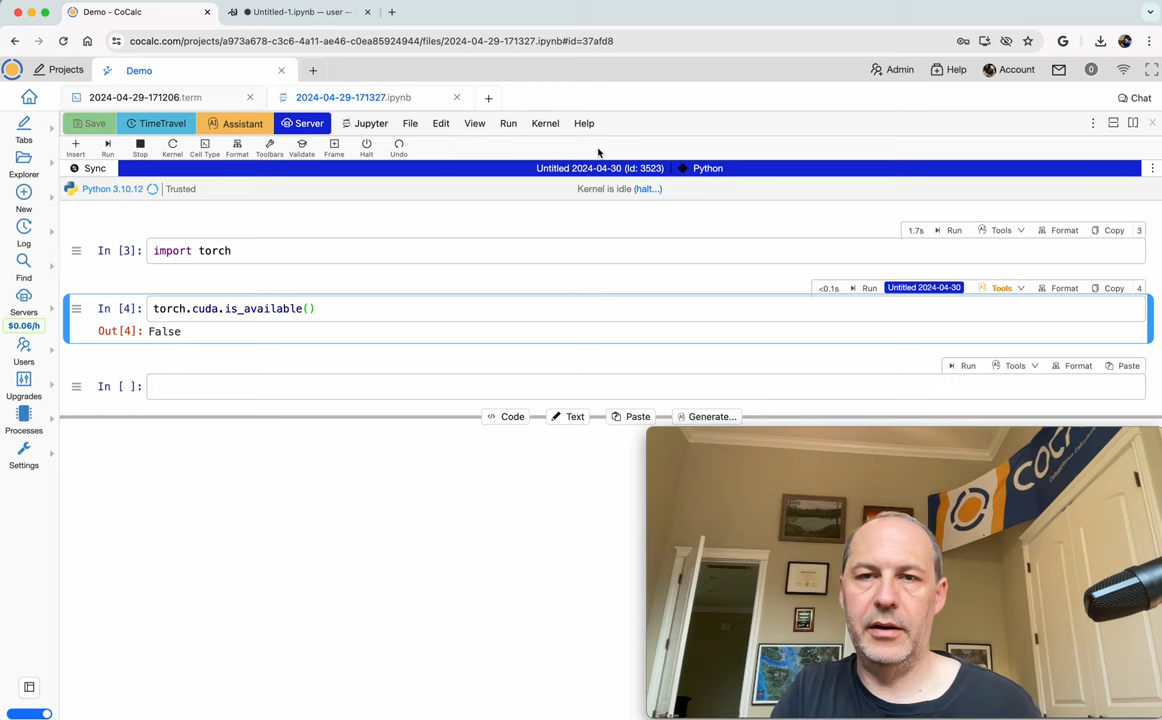 Demo - CoCalc
Untitled-1.ipynb — user —
cocalc.com/projects/a973a678-c3c6-4a11-ae46-c0ea85924944/files/2024-04-29-171327.ipynb#id=37afd8
Projects
Demo
Admin
Help
Account
0
2024-04-29-171206.term
2024-04-29-171327.ipynb
Chat
Save
TimeTravel
Assistant
Server
Jupyter
File
Edit
View
Run
Kernel
Help
Insert
Run
Stop
Kernel
Cell Type
Format
Toolbars
Validate
Frame
Halt
Undo
Sync
Untitled 2024-04-30 (Id: 3523)
Python
Python 3.10.12
Trusted
Kernel is idle (halt...)
Tabs
Explorer
New
Log
Find
Servers
$0.06/h
Users
Upgrades
Processes
Settings
1.7s Run Tools Format Copy 3
In [3]: import torch
<0.1s Run Untitled 2024-04-30 Tools Format Copy 4
In [4]: torch.cuda.is_available()
Out[4]: False
Run Tools Format Paste
In [ ]:
Code
Text
Paste
Generate...